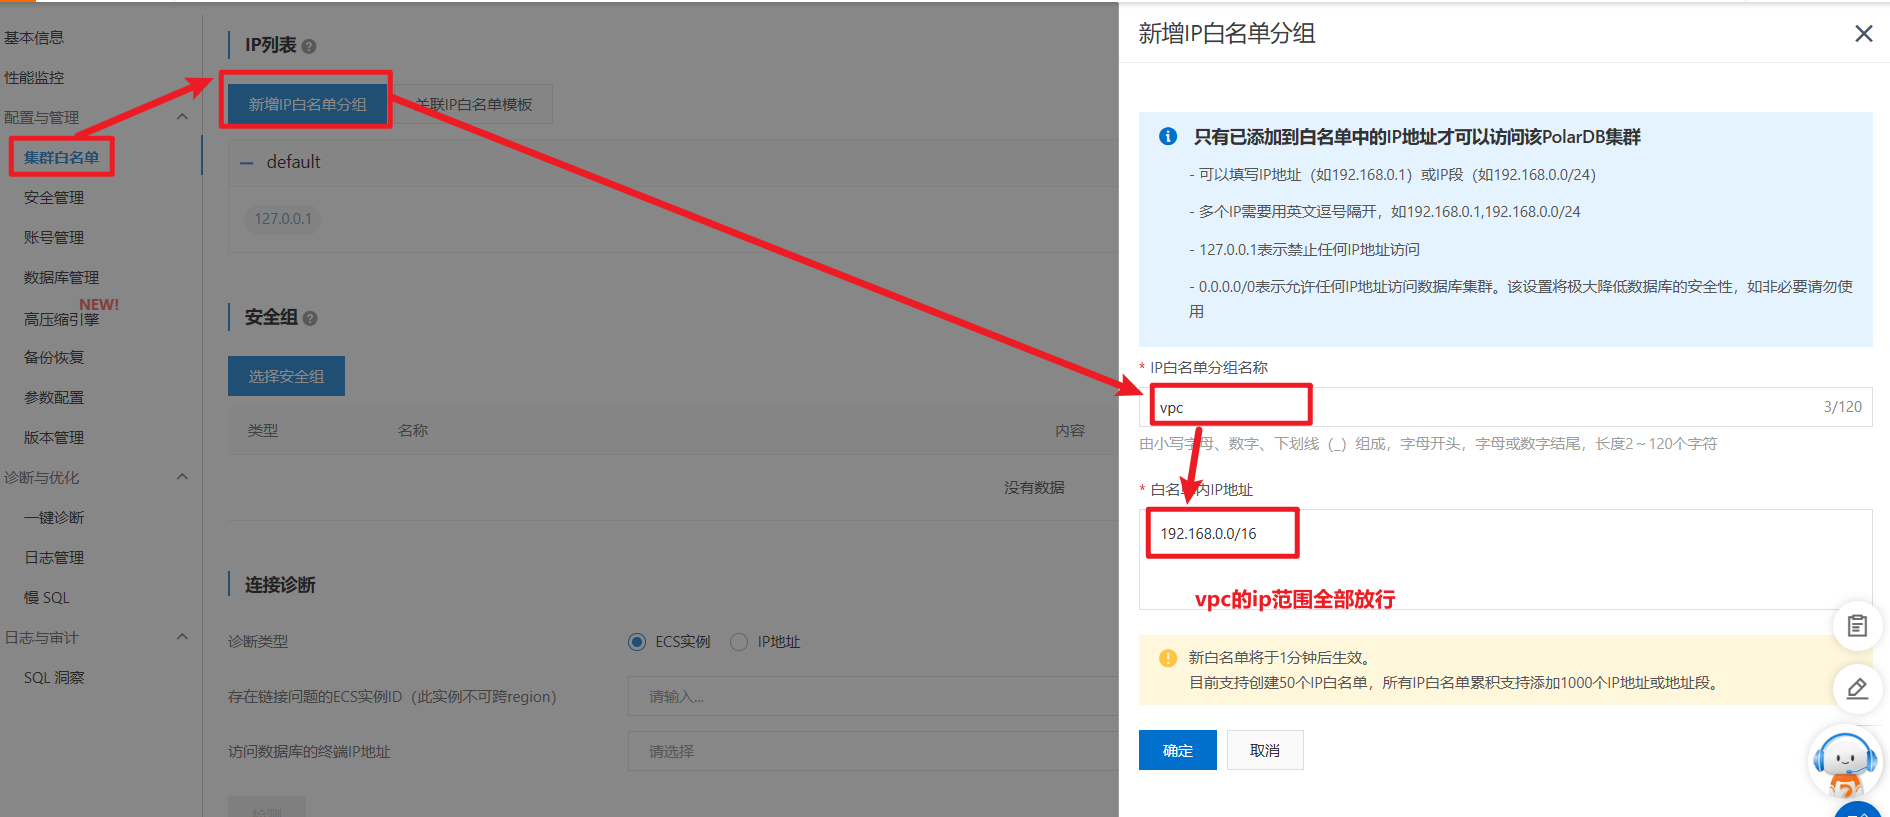 基本信息
性能监控
配置与管理
集群白名单
安全管理
账号管理
数据库管理
NEW!
高压缩引擎
备份恢复
参数配置
版本管理
诊断与优化
一键诊断
日志管理
慢 SQL
日志与审计
SQL 洞察
IP列表
新增IP白名单分组
关联IP白名单模板
default
127.0.0.1
安全组
选择安全组
类型 名称 内容
没有数据
连接诊断
诊断类型 ECS实例 IP地址
存在链接问题的ECS实例ID（此实例不可跨region） 请输入...
访问数据库的终端IP地址 请选择
检测
新增IP白名单分组
只有已添加到白名单中的IP地址才可以访问该PolarDB集群
- 可以填写IP地址（如192.168.0.1）或IP段（如192.168.0.0/24）
- 多个IP需要用英文逗号隔开，如192.168.0.1,192.168.0.0/24
- 127.0.0.1表示禁止任何IP地址访问
- 0.0.0.0/0表示允许任何IP地址访问数据库集群。该设置将极大降低数据库的安全性，如非必要请勿使
用
* IP白名单分组名称
vpc 3/120
由小写字母、数字、下划线（_）组成，字母开头，字母或数字结尾，长度2～120个字符
* 白名单内IP地址
192.168.0.0/16
vpc的ip范围全部放行
新白名单将于1分钟后生效。
目前支持创建50个IP白名单，所有IP白名单累积支持添加1000个IP地址或地址段。
确定 取消